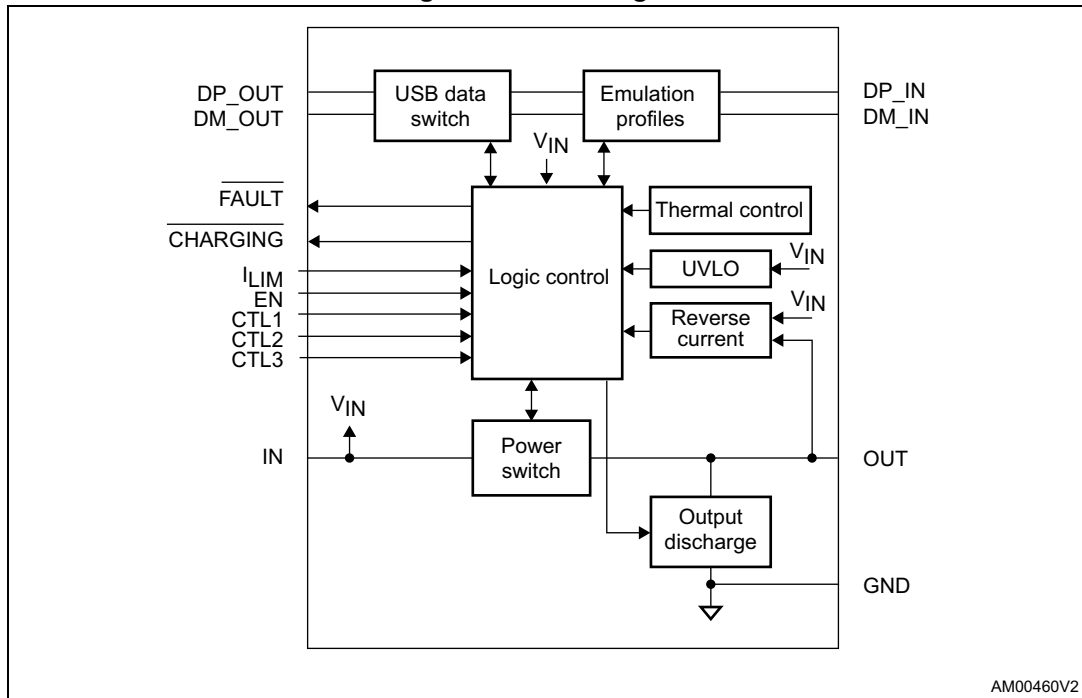 DP_OUT
DM_OUT
USB data
switch
Emulation
profiles
DP_IN
DM_IN
VIN
FAULT
CHARGING
ILIM
EN
CTL1
CTL2
CTL3
Logic control
Thermal control
UVLO
VIN
Reverse
current
VIN
VIN
IN
Power
switch
OUT
Output
discharge
GND
AM00460V2